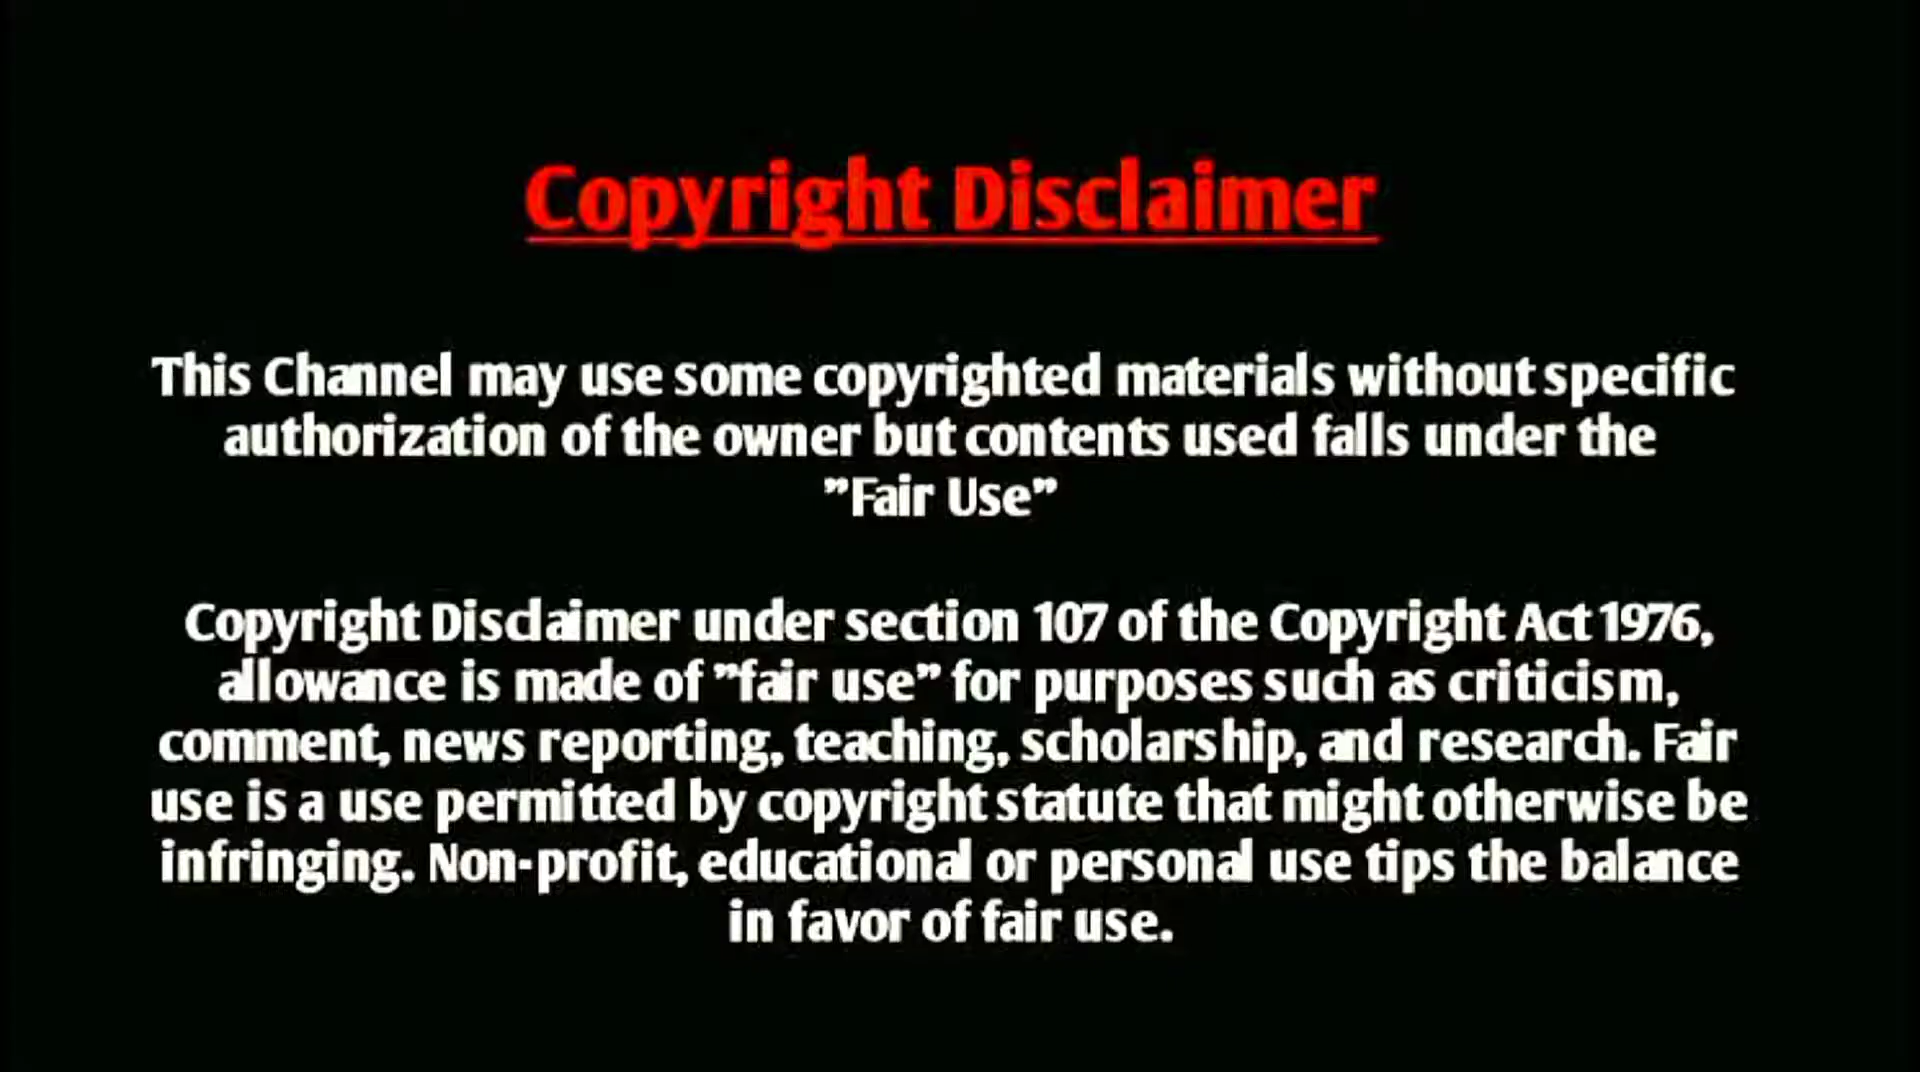 Copyright Disclaimer
This Channel may use some copyrighted materials without specific
authorization of the owner but contents used falls under the
”Fair Use”
Copyright Disclaimer under section 107 of the Copyright Act 1976,
allowance is made of ”fair use” for purposes such as criticism,
comment, news reporting, teaching, scholarship, and research. Fair
use is a use permitted by copyright statute that might otherwise be
infringing. Non-profit, educational or personal use tips the balance
in favor of fair use.